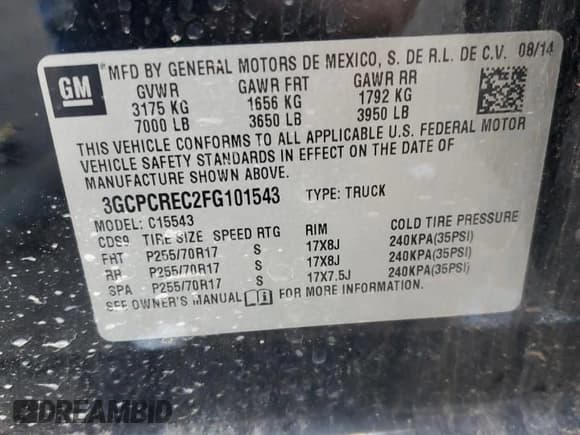 GM
MFD BY GENERAL MOTORS DE MEXICO, S. DE R.L. DE C.V. 08/14
GVWR GAWR FRT GAWR RR
3175 KG 1656 KG 1792 KG
7000 LB 3650 LB 3950 LB
THIS VEHICLE CONFORMS TO ALL APPLICABLE U.S. FEDERAL MOTOR
VEHICLE SAFETY STANDARDS IN EFFECT ON THE DATE OF
MANUFACTURE SHOWN ABOVE.
3GCPCREC2FG101543 TYPE: TRUCK
MODEL: C15543
CDS9 TIRE SIZE SPEED RTG RIM COLD TIRE PRESSURE
FRT P255/70R17 S 17X8J 240KPA(35PSI)
RR P255/70R17 S 17X8J 240KPA(35PSI)
SPA P255/70R17 S 17X7.5J 240KPA(35PSI)
SEE OWNER'S MANUAL FOR MORE INFORMATION.
DREAMBID